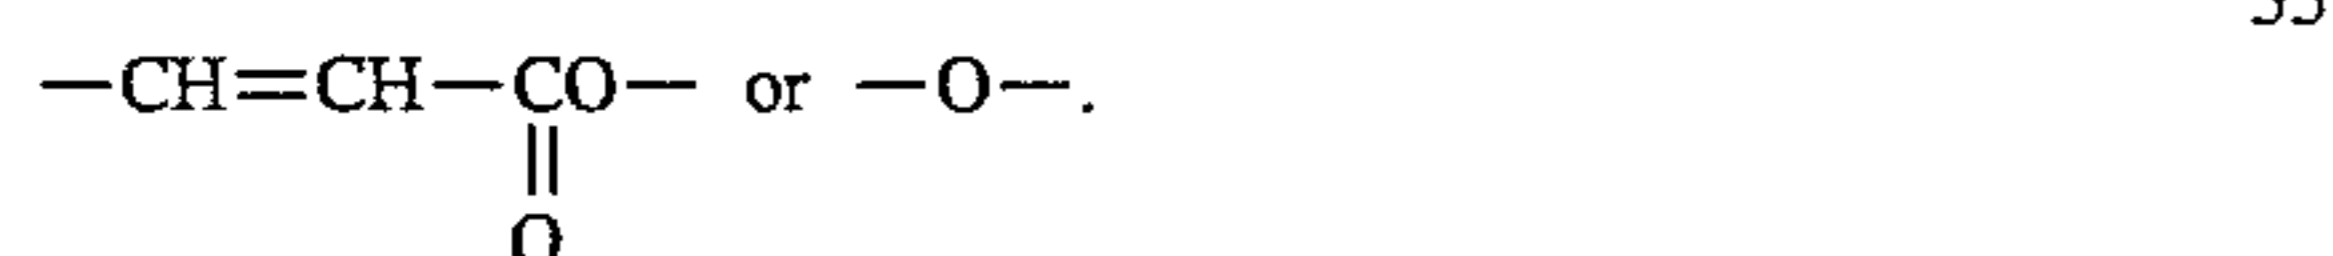 —CH=CH—CO— or —O—.
O